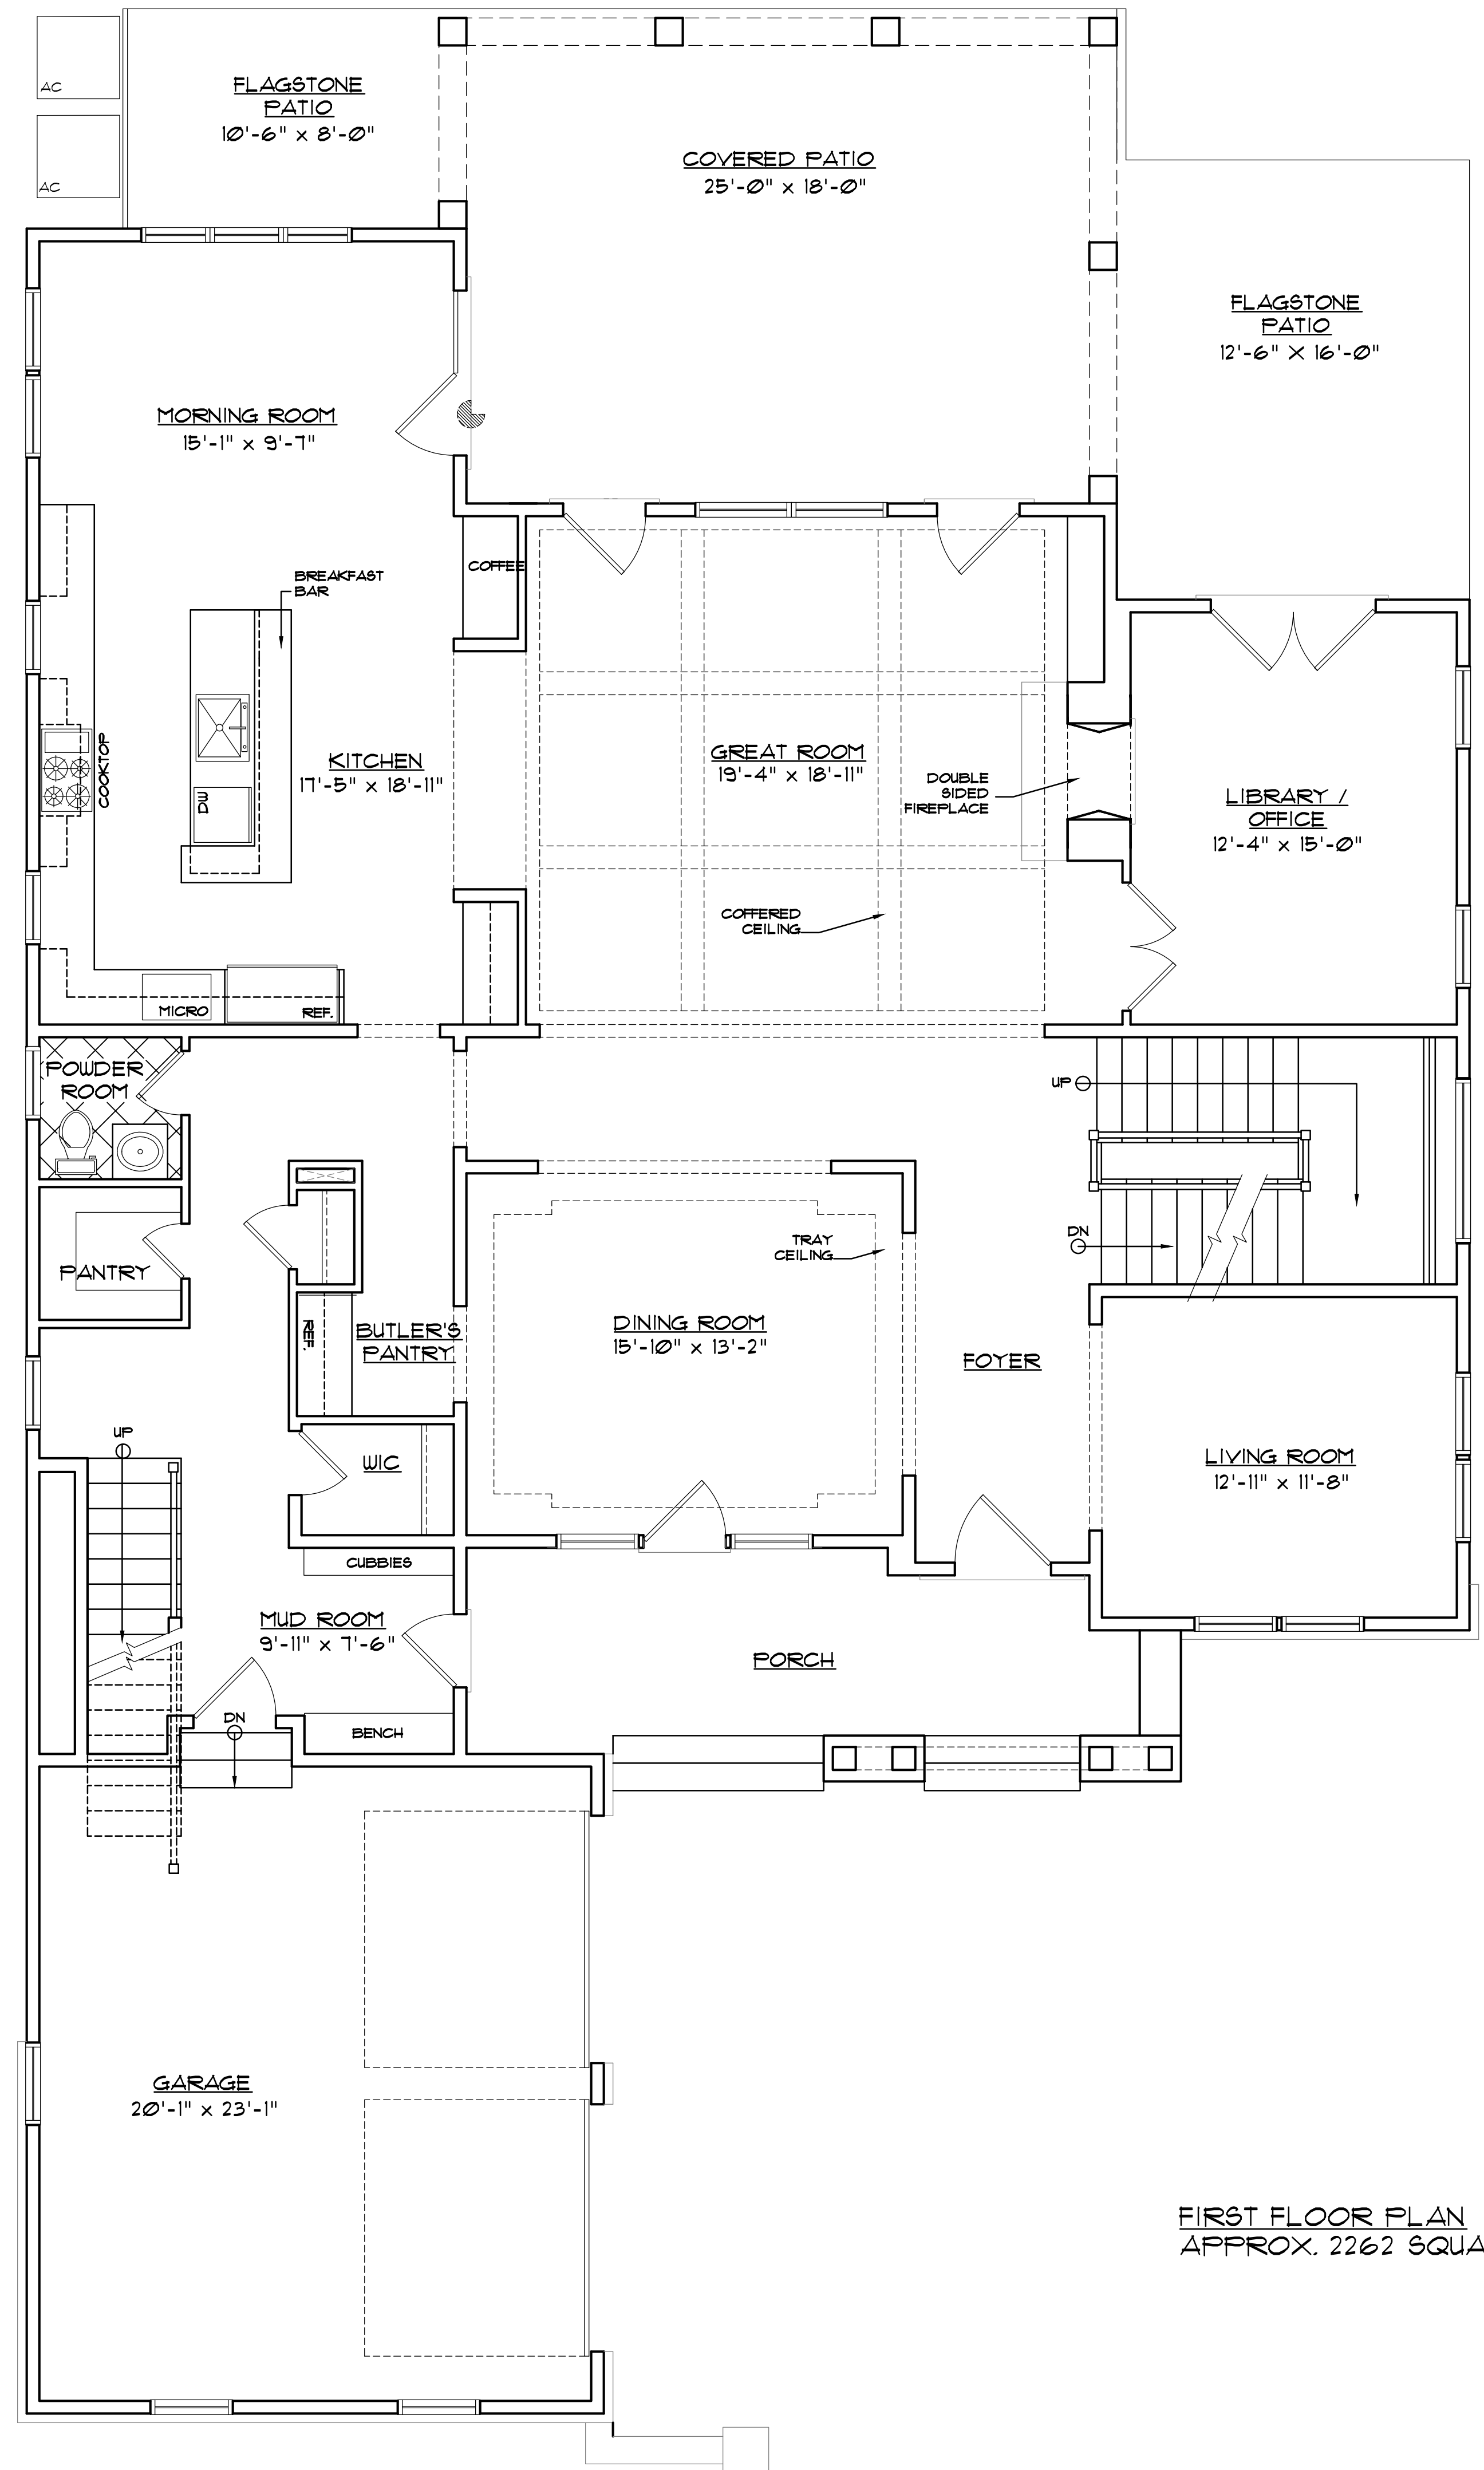 AC
AC
FLAGSTONE
PATIO
10'-6" x 8'-0"
COVERED PATIO
25'-0" x 18'-0"
FLAGSTONE
PATIO
12'-6" X 16'-0"
MORNING ROOM
15'-1" x 9'-7"
COFFEE
BREAKFAST
BAR
COOKTOP
DW
KITCHEN
17'-5" x 18'-11"
MICRO
REF.
GREAT ROOM
19'-4" x 18'-11"
DOUBLE
SIDED
FIREPLACE
COFFERED
CEILING
LIBRARY /
OFFICE
12'-4" x 15'-0"
POWDER
ROOM
UP
DN
PANTRY
REF.
BUTLER'S
PANTRY
TRAY
CEILING
DINING ROOM
15'-10" x 13'-2"
FOYER
LIVING ROOM
12'-11" x 11'-8"
UP
WIC
CUBBIES
MUD ROOM
9'-11" x 7'-6"
DN
BENCH
PORCH
GARAGE
20'-1" x 23'-1"
FIRST FLOOR PLAN
APPROX. 2262 SQUA